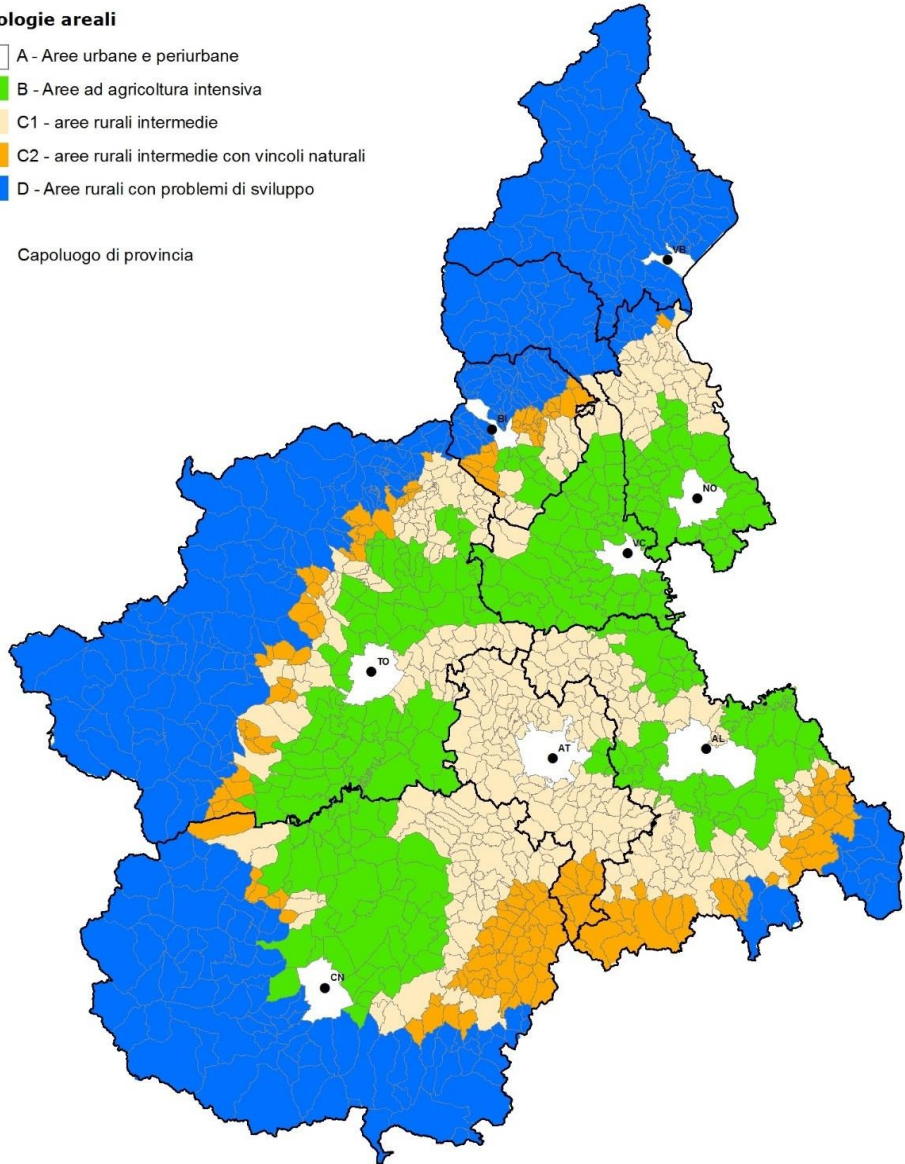 ologie areali
A - Aree urbane e periurbane
B - Aree ad agricoltura intensiva
C1 - aree rurali intermedie
C2 - aree rurali intermedie con vincoli naturali
D - Aree rurali con problemi di sviluppo
Capoluogo di provincia
VB
BI
NO
VC
TO
AL
AT
CN